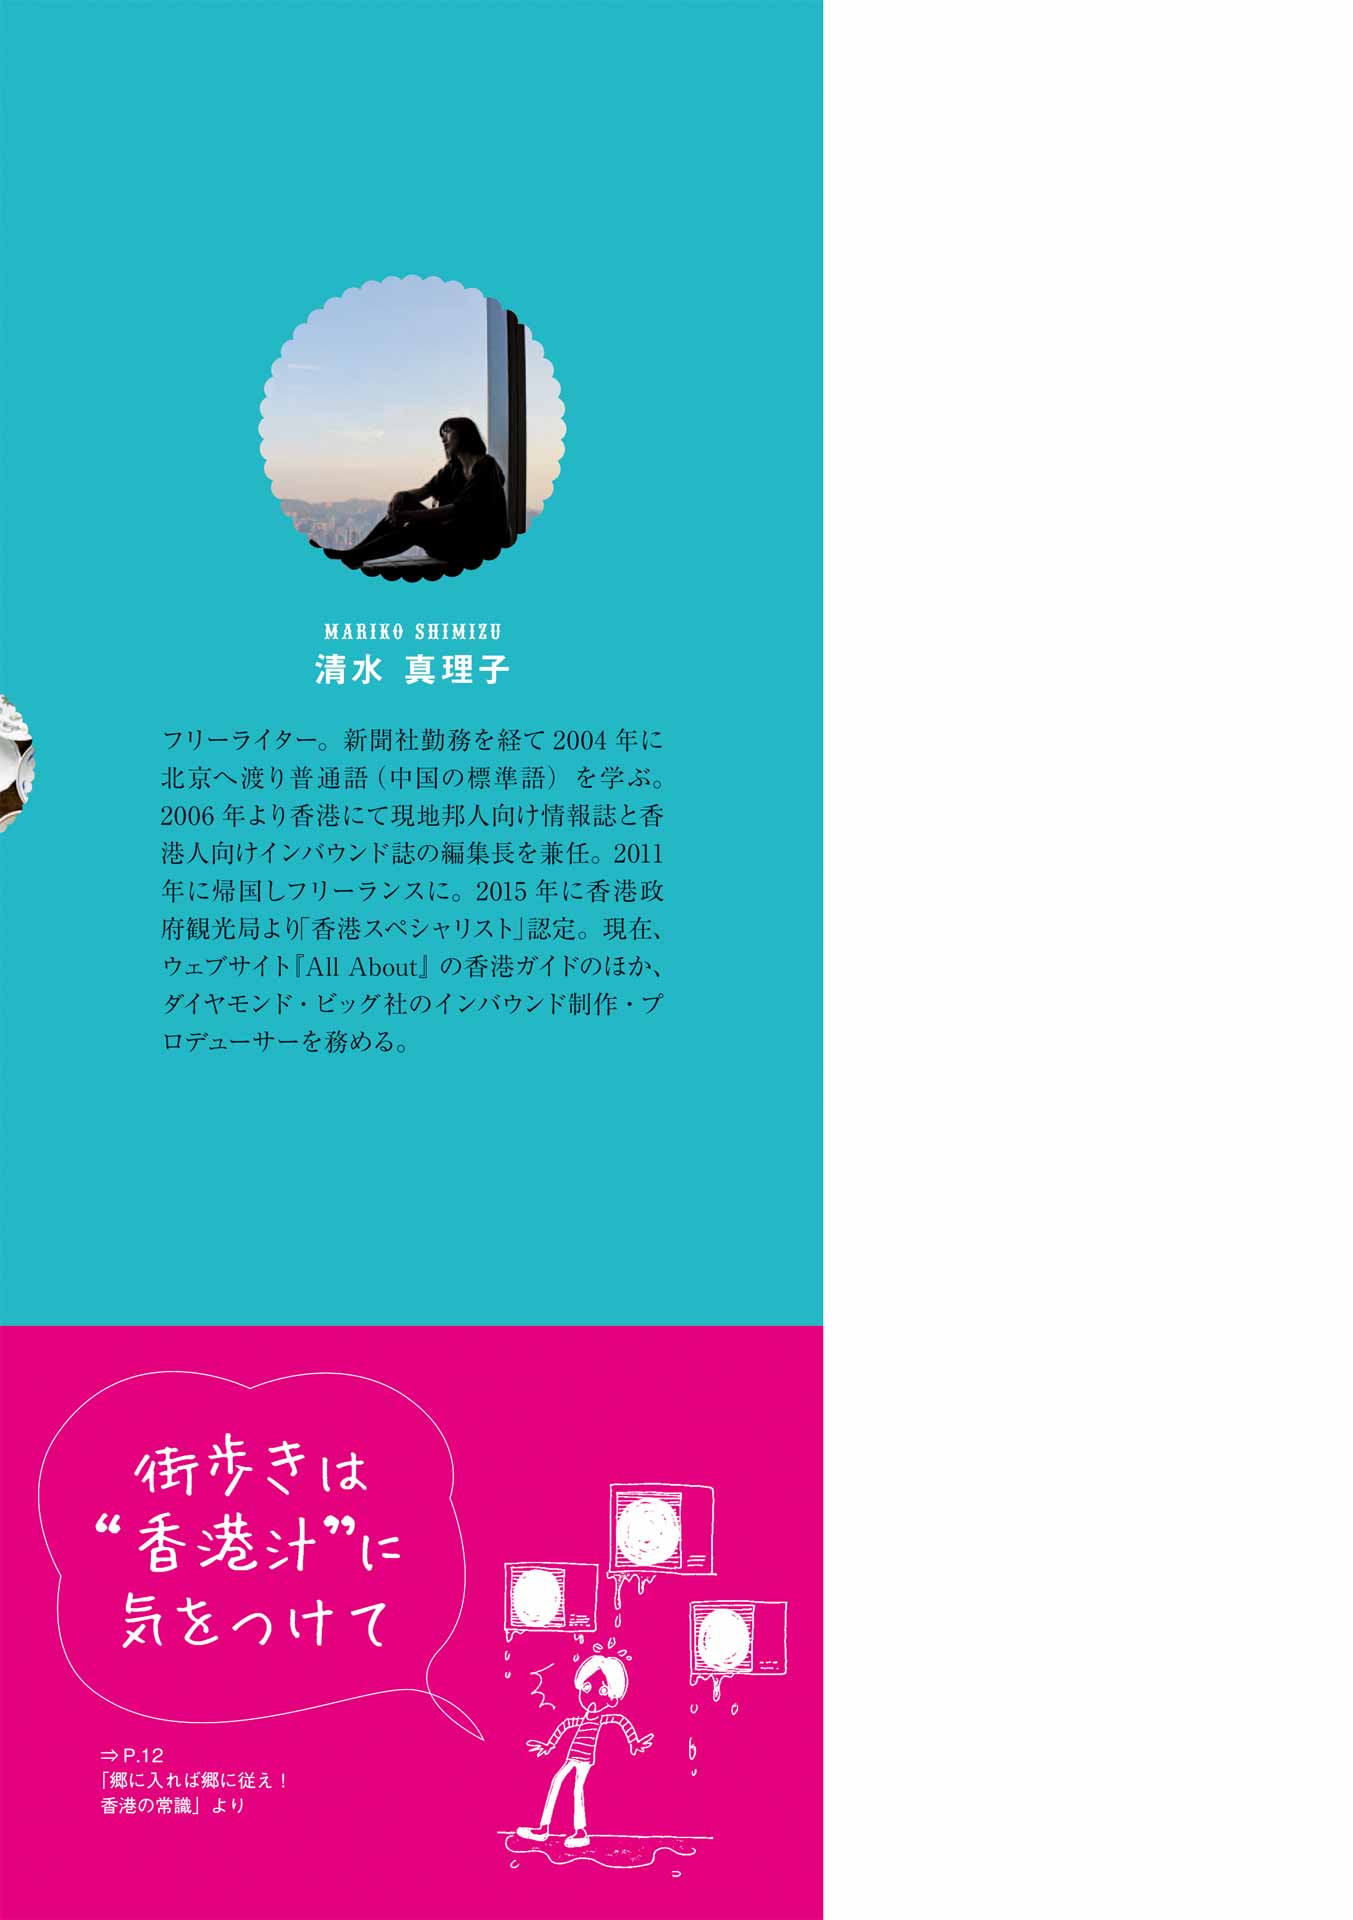 MARIKO SHIMIZU
清水 真理子
フリーライター。新聞社勤務を経て2004年に
北京へ渡り普通語(中国の標準語)を学ぶ。
2006年より香港にて現地邦人向け情報誌と香
港人向けインバウンド誌の編集長を兼任。2011
年に帰国しフリーランスに。2015年に香港政
府観光局より「香港スペシャリスト」認定。現在、
ウェブサイト『All About』の香港ガイドのほか、
ダイヤモンド・ビッグ社のインバウンド制作・プ
ロデューサーを務める。
街歩きは
“香港汁”に
気をつけて
⇒P.12
「郷に入れば郷に従え!
香港の常識」より